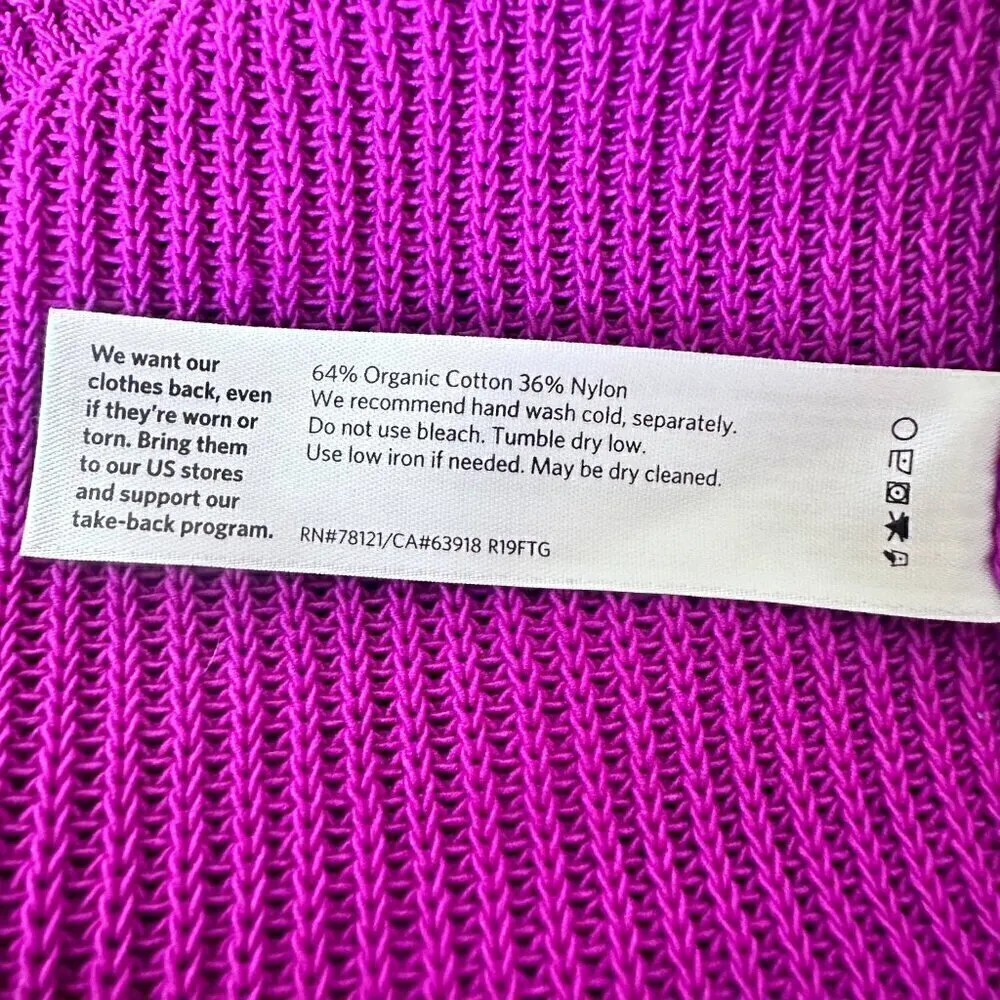 We want our
clothes back, even
if they're worn or
torn. Bring them
to our US stores
and support our
take-back program.
64% Organic Cotton 36% Nylon
We recommend hand wash cold, separately.
Do not use bleach. Tumble dry low.
Use low iron if needed. May be dry cleaned.
RN#78121/CA#63918 R19FTG